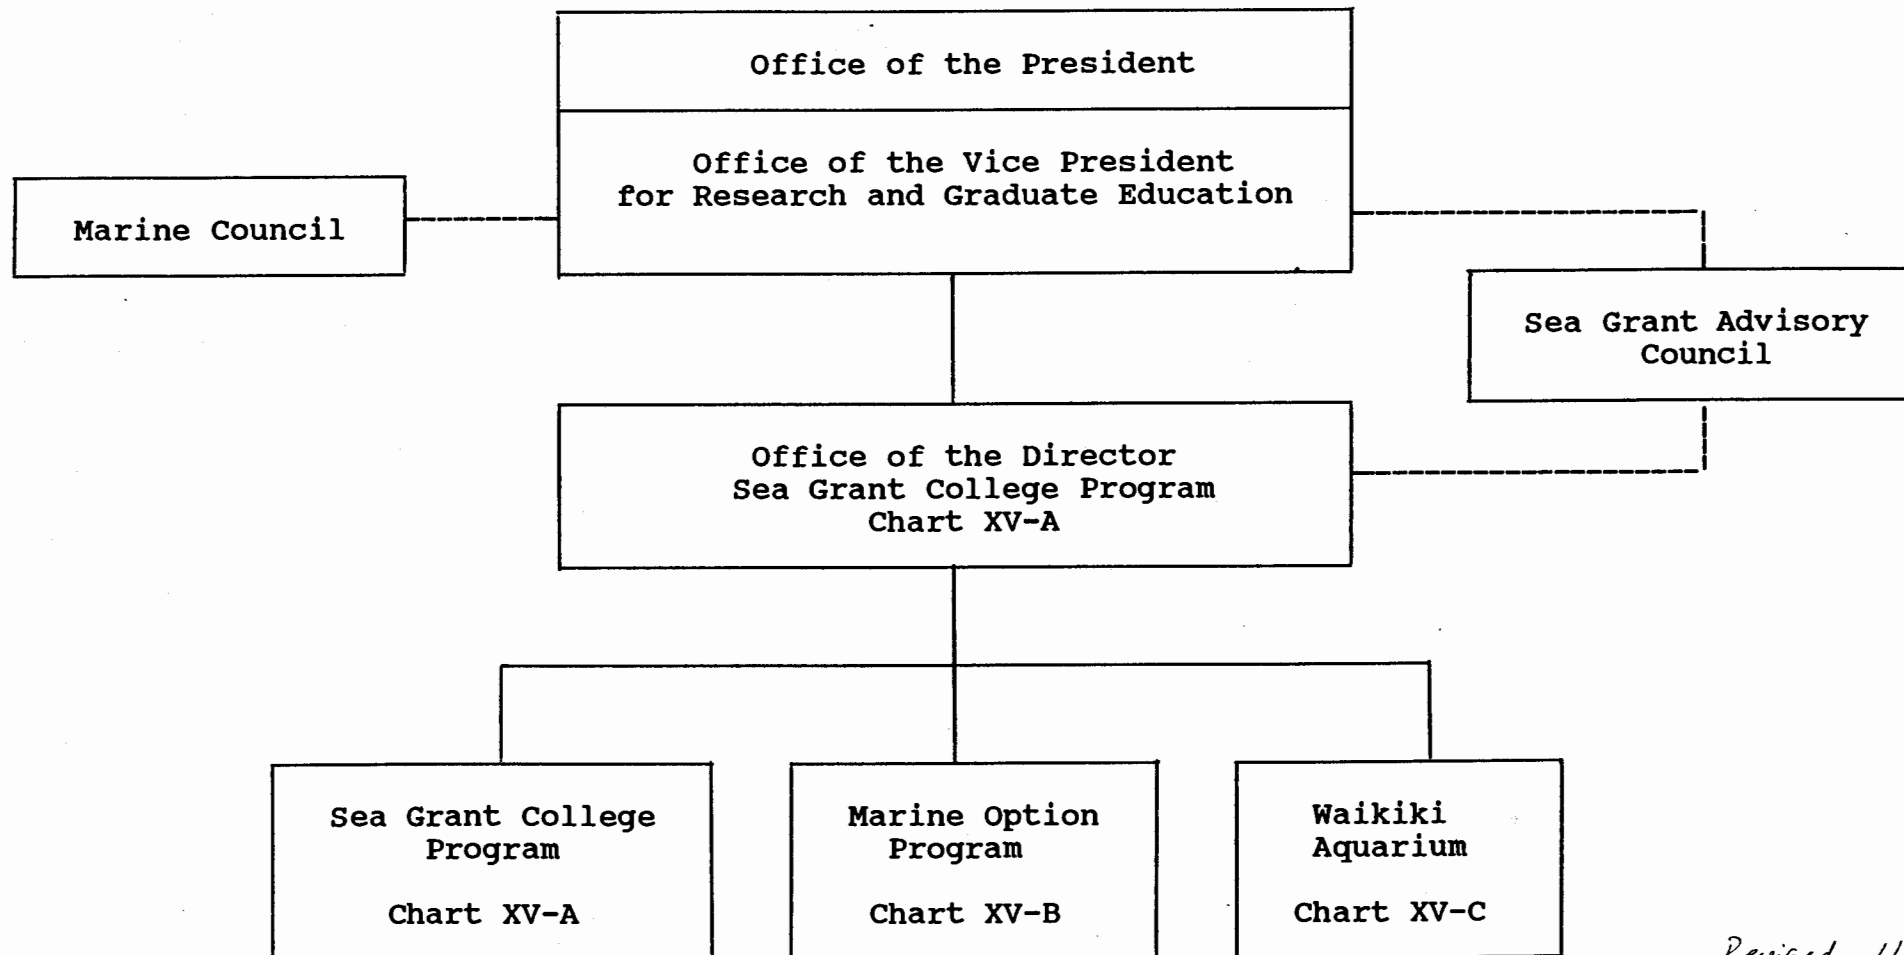 Office of the President
Office of the Vice President
for Research and Graduate Education
Marine Council
Sea Grant Advisory
Council
Office of the Director
Sea Grant College Program
Chart XV-A
Sea Grant College
Program
Chart XV-A
Marine Option
Program
Chart XV-B
Waikiki
Aquarium
Chart XV-C
Revised